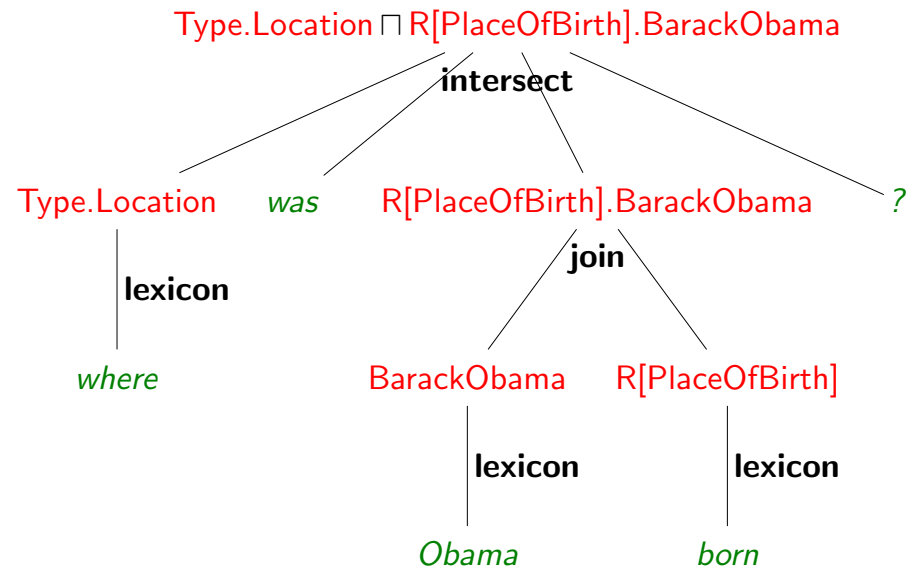 Type.Location ⊓ R[PlaceOfBirth].BarackObama
intersect
Type.Location was R[PlaceOfBirth].BarackObama ?
join
lexicon
where BarackObama R[PlaceOfBirth]
lexicon lexicon
Obama born